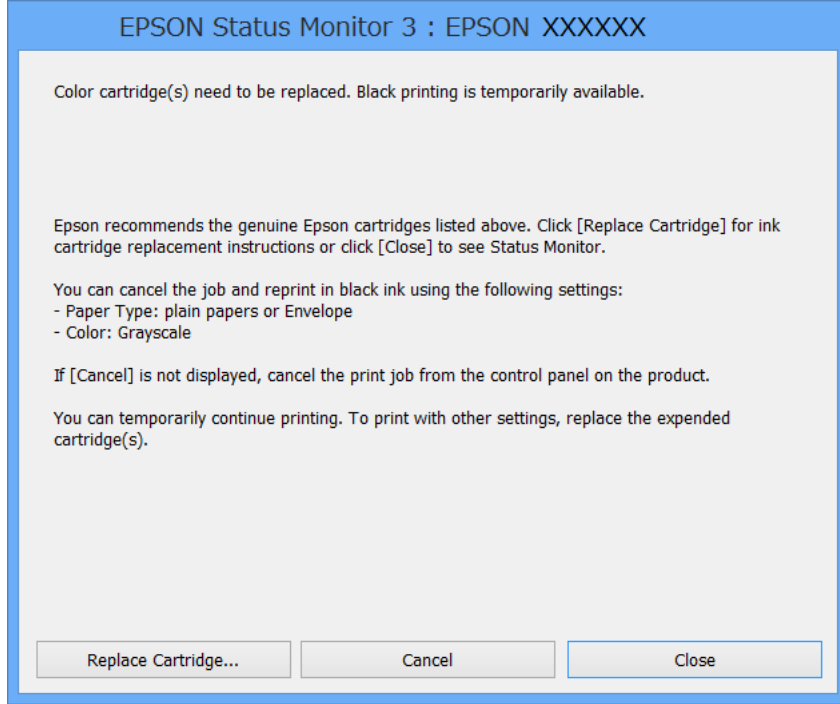 EPSON Status Monitor 3 : EPSON XXXXXX
Color cartridge(s) need to be replaced. Black printing is temporarily available.
Epson recommends the genuine Epson cartridges listed above. Click [Replace Cartridge] for ink
cartridge replacement instructions or click [Close] to see Status Monitor.
You can cancel the job and reprint in black ink using the following settings:
- Paper Type: plain papers or Envelope
- Color: Grayscale
If [Cancel] is not displayed, cancel the print job from the control panel on the product.
You can temporarily continue printing. To print with other settings, replace the expended
cartridge(s).
Replace Cartridge... Cancel Close